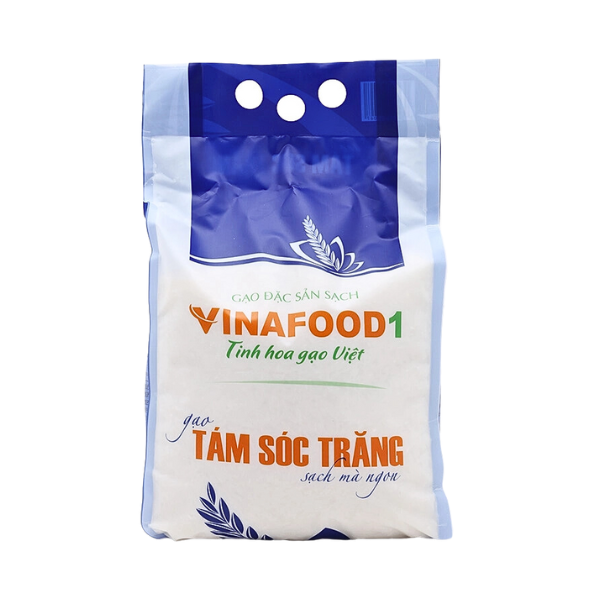 GẠO ĐẶC SẢN SẠCH
VINAFOOD1
Tinh hoa gạo Việt
gạo
TÁM SÓC TRĂNG
sạch mà ngon